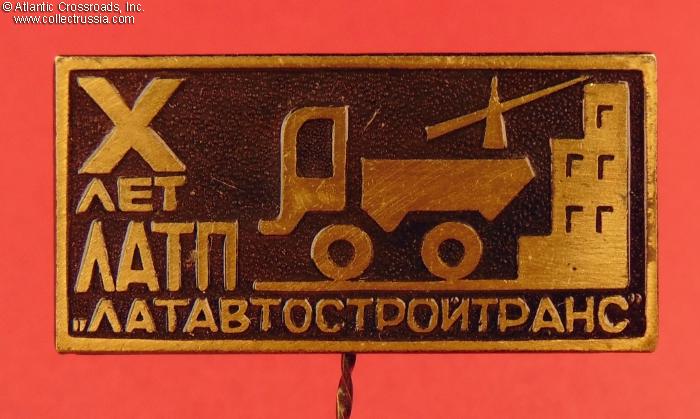 © Atlantic Crossroads, Inc.
www.collectrussia.com
X
ЛЕТ
ЛАТП
„ЛАТАВТОСТРОЙТРАНС"